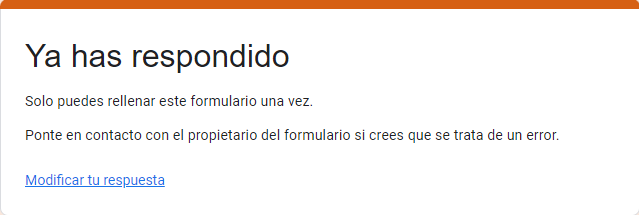 Ya has respondido
Solo puedes rellenar este formulario una vez.
Ponte en contacto con el propietario del formulario si crees que se trata de un error.
Modificar tu respuesta